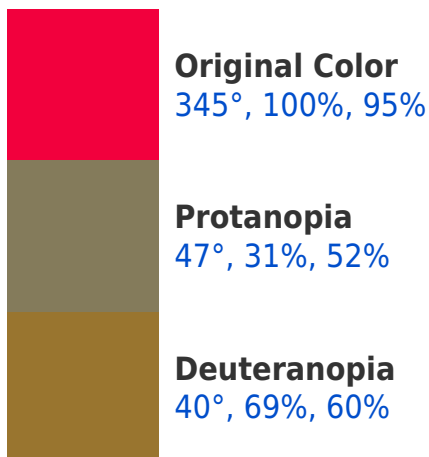 Original Color
345°, 100%, 95%
Protanopia
47°, 31%, 52%
Deuteranopia
40°, 69%, 60%